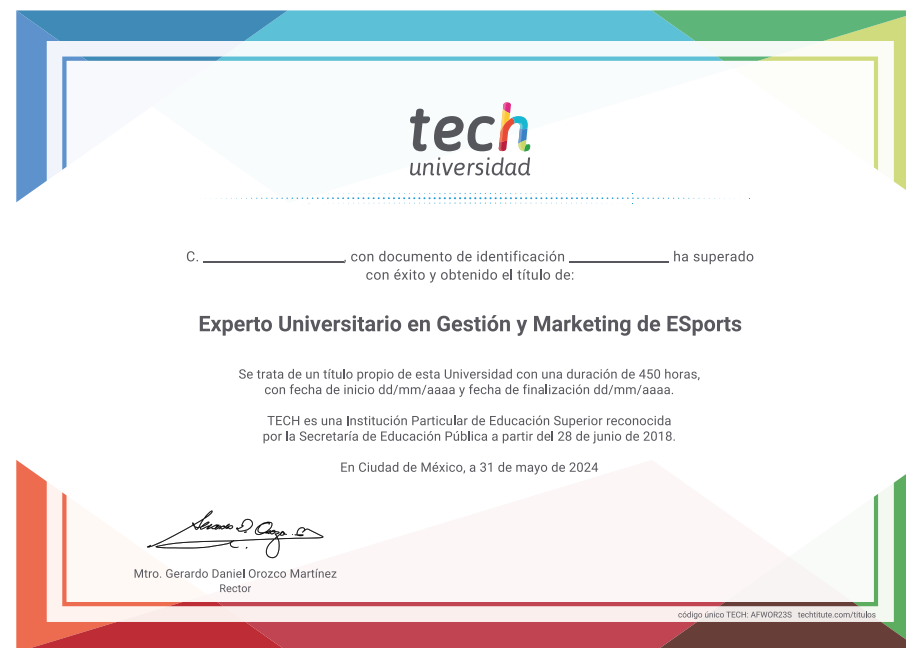 tech
universidad
C. ____________________, con documento de identificación ______________ ha superado
con éxito y obtenido el título de:
Experto Universitario en Gestión y Marketing de ESports
Se trata de un título propio de esta Universidad con una duración de 450 horas,
con fecha de inicio dd/mm/aaaa y fecha de finalización dd/mm/aaaa.
TECH es una Institución Particular de Educación Superior reconocida
por la Secretaría de Educación Pública a partir del 28 de junio de 2018.
En Ciudad de México, a 31 de mayo de 2024
Mtro. Gerardo Daniel Orozco Martínez
Rector
código único TECH: AFWOR23S techtitute.com/titulos